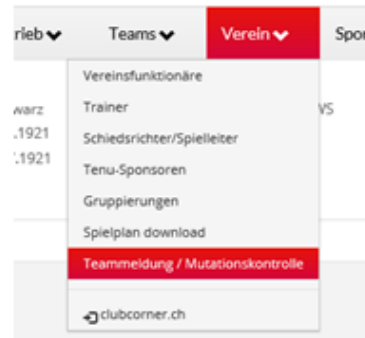 rieb Teams Verein Spor
Vereinsfunktionäre
warz
Trainer
WS
.1921
Schiedsrichter/Spielleiter
.1921
Tenu-Sponsoren
Gruppierungen
Spielplan download
Teammeldung / Mutationskontrolle
clubcorner.ch